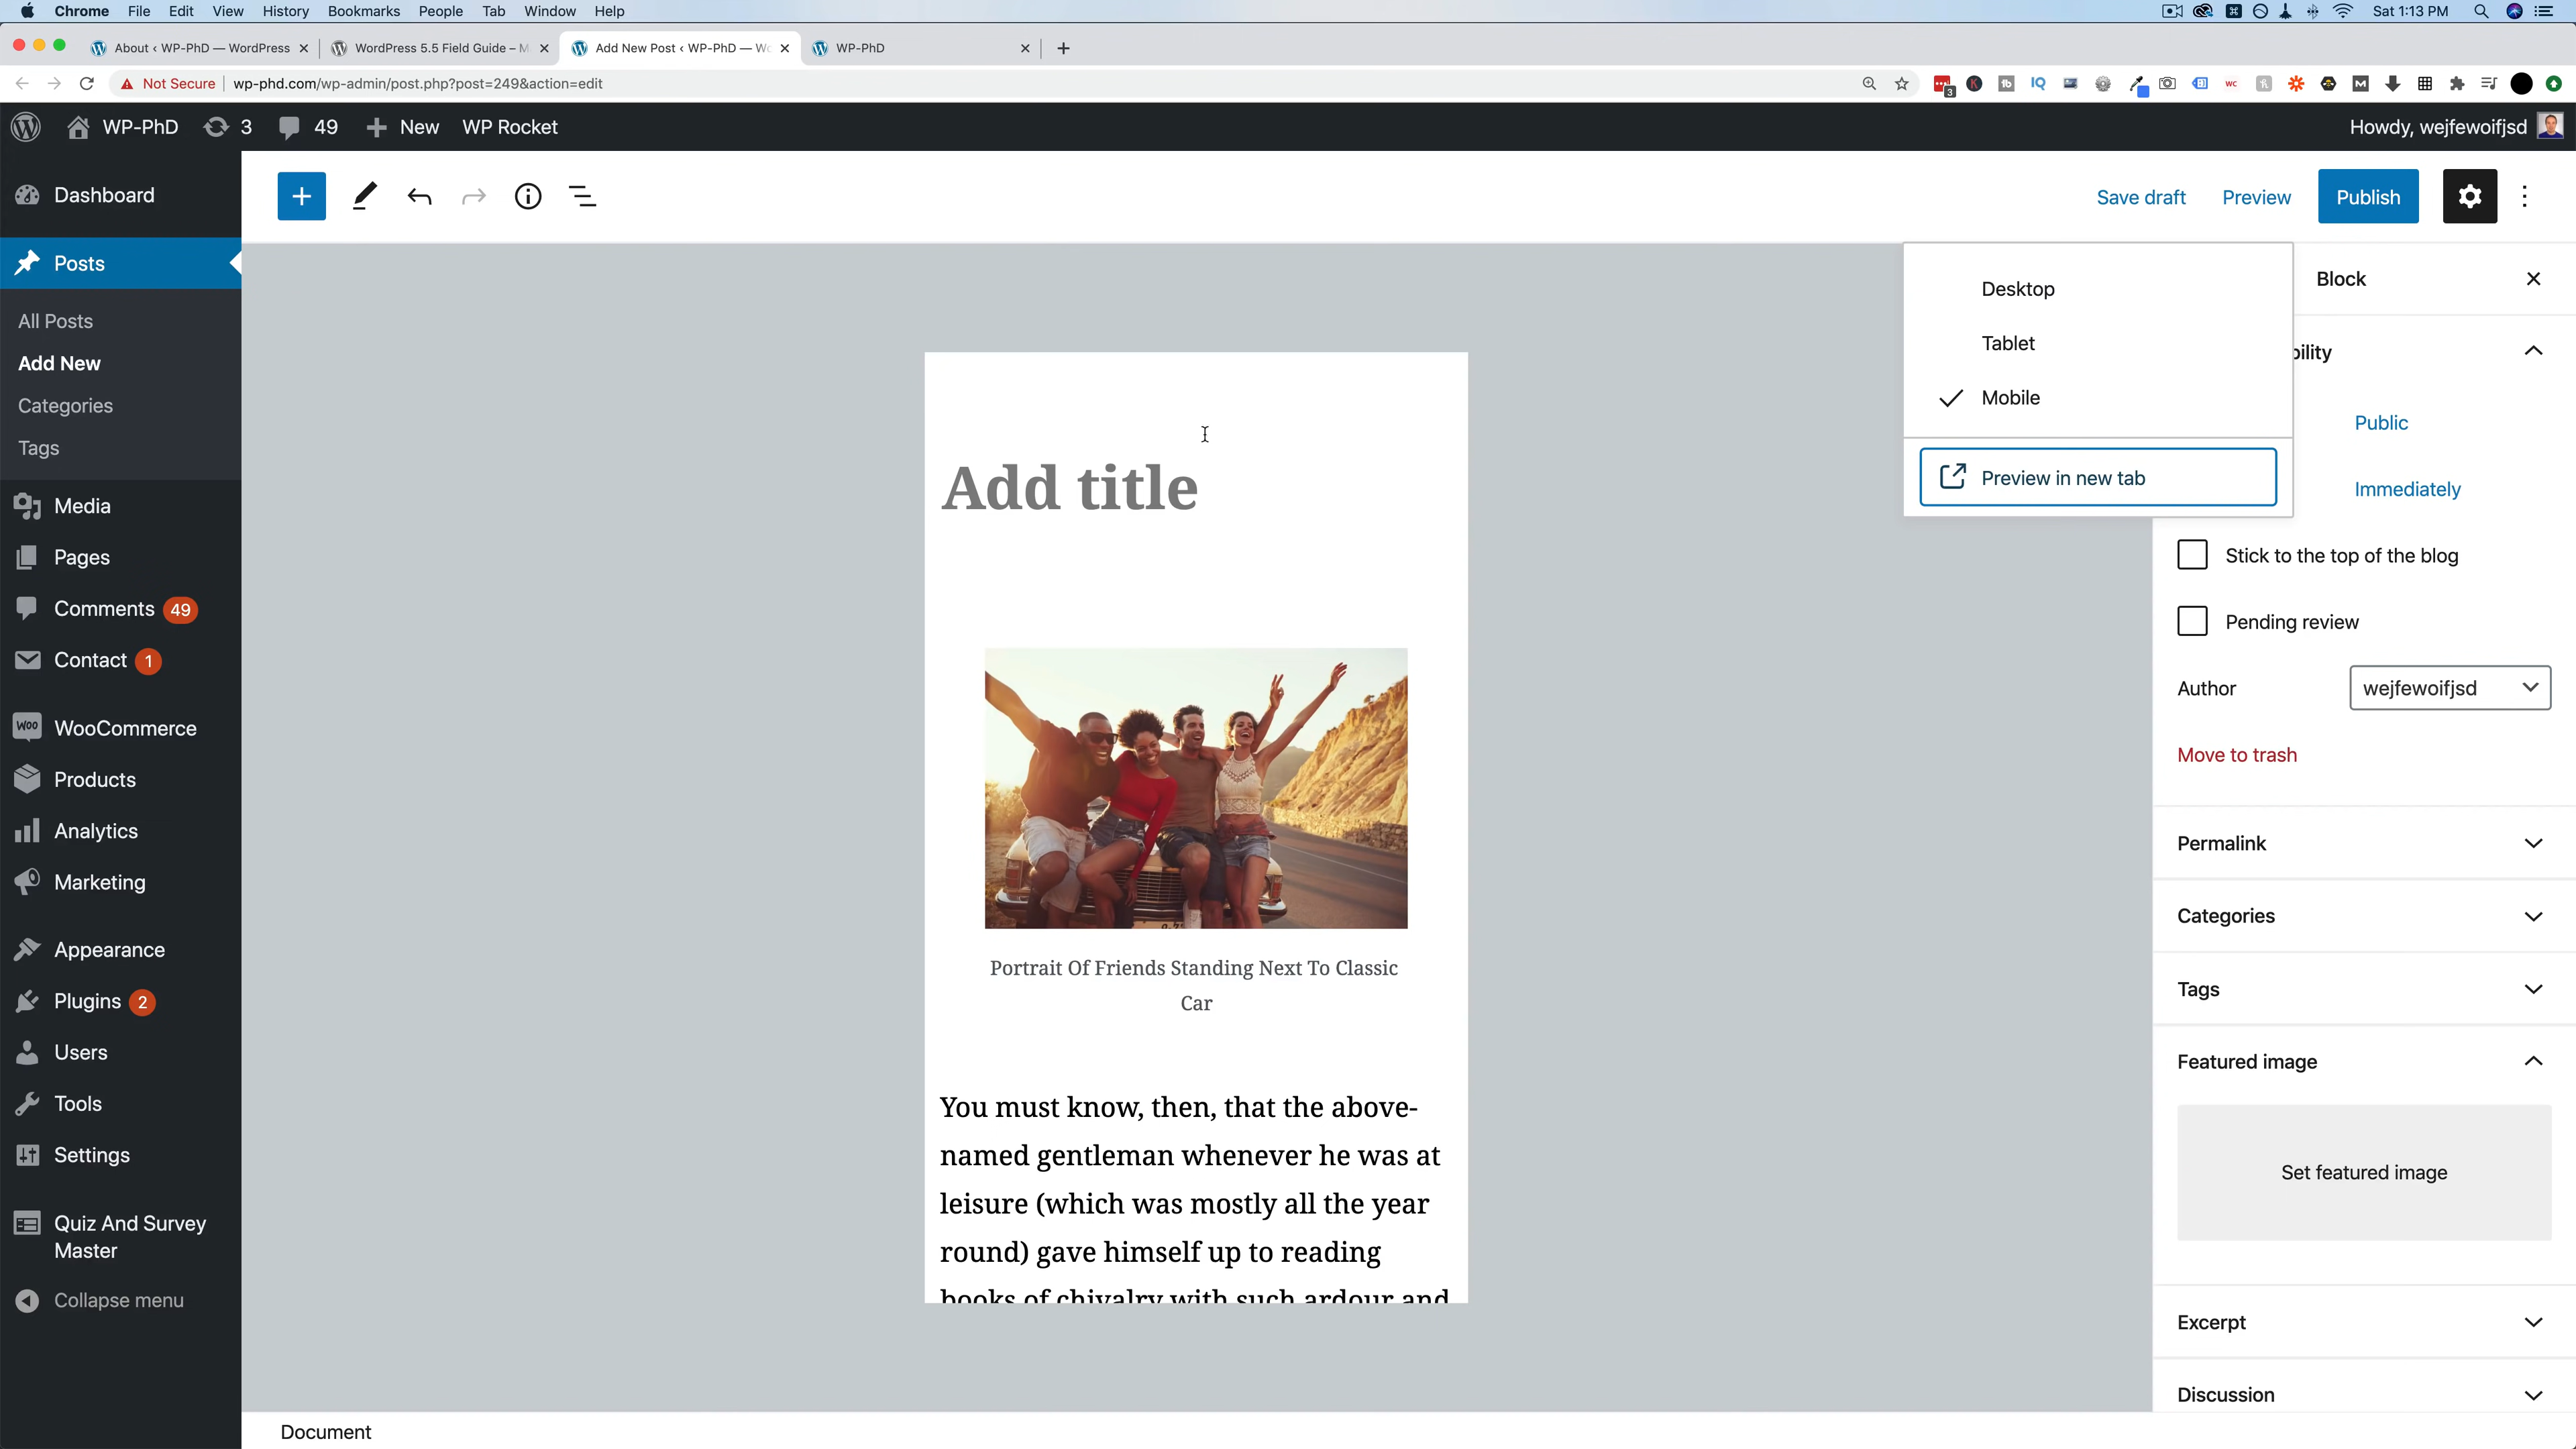 Chrome File Edit View History Bookmarks People Tab Window Help
Sat 1:13 PM
About ‹ WP-PhD — WordPress
WordPress 5.5 Field Guide – M
Add New Post ‹ WP-PhD — Wo
WP-PhD
Not Secure
wp-phd.com/wp-admin/post.php?post=249&action=edit
WP-PhD 3 49 New WP Rocket
Howdy, wejfewoifjsd
Dashboard
Posts
All Posts
Add New
Categories
Tags
Media
Pages
Comments 49
Contact 1
WooCommerce
Products
Analytics
Marketing
Appearance
Plugins 2
Users
Tools
Settings
Quiz And Survey
Master
Collapse menu
Save draft
Preview
Publish
Desktop
Tablet
Mobile
Preview in new tab
Add title
Portrait Of Friends Standing Next To Classic
Car
You must know, then, that the above-
named gentleman whenever he was at
leisure (which was mostly all the year
round) gave himself up to reading
books of chivalry with such ardour and
Block
bility
Public
Immediately
Stick to the top of the blog
Pending review
Author wejfewoifjsd
Move to trash
Permalink
Categories
Tags
Featured image
Set featured image
Excerpt
Discussion
Document